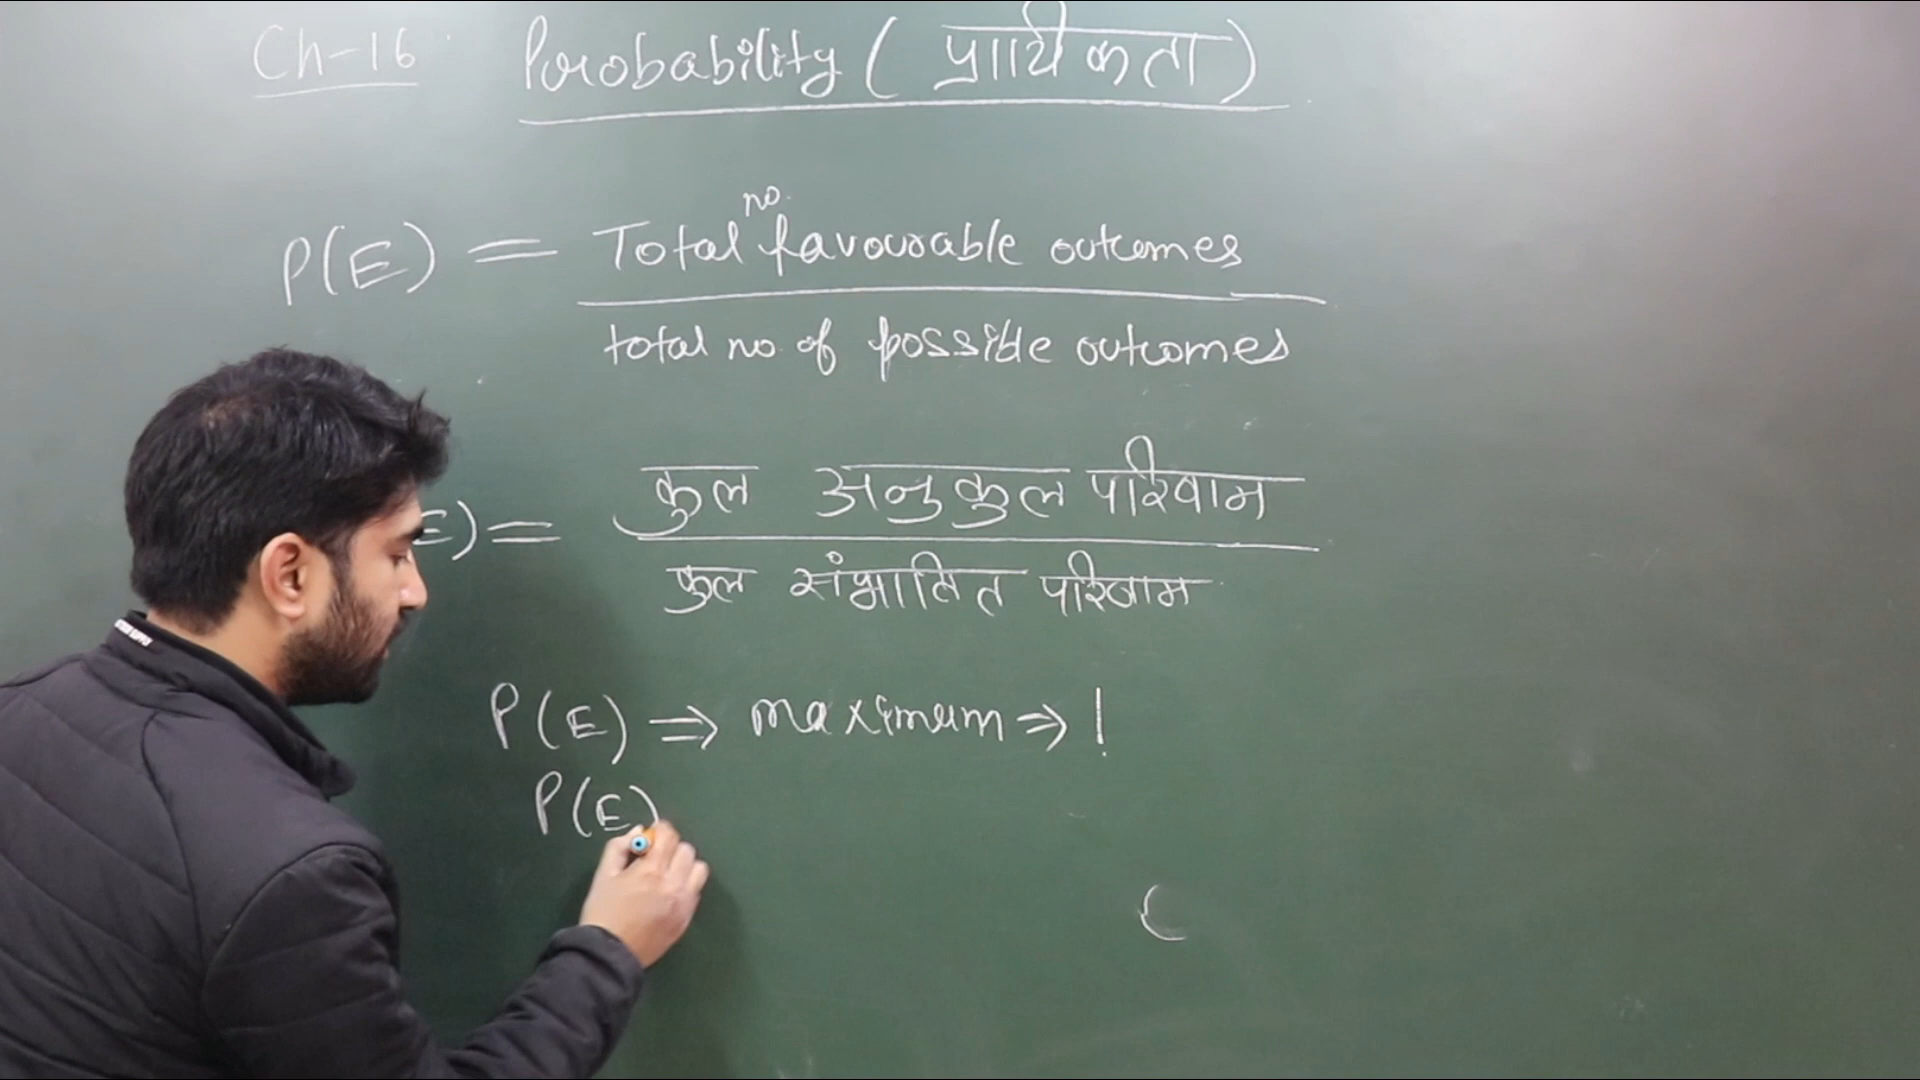 Ch-16 Probability ( प्रायिकता )
no.
P(E) = Total favourable outcomes
total no. of possible outcomes
E) = कुल अनुकुल परिणाम
कुल संभावित परिणाम
P(E) ⇒ maximum ⇒ 1
P(E)